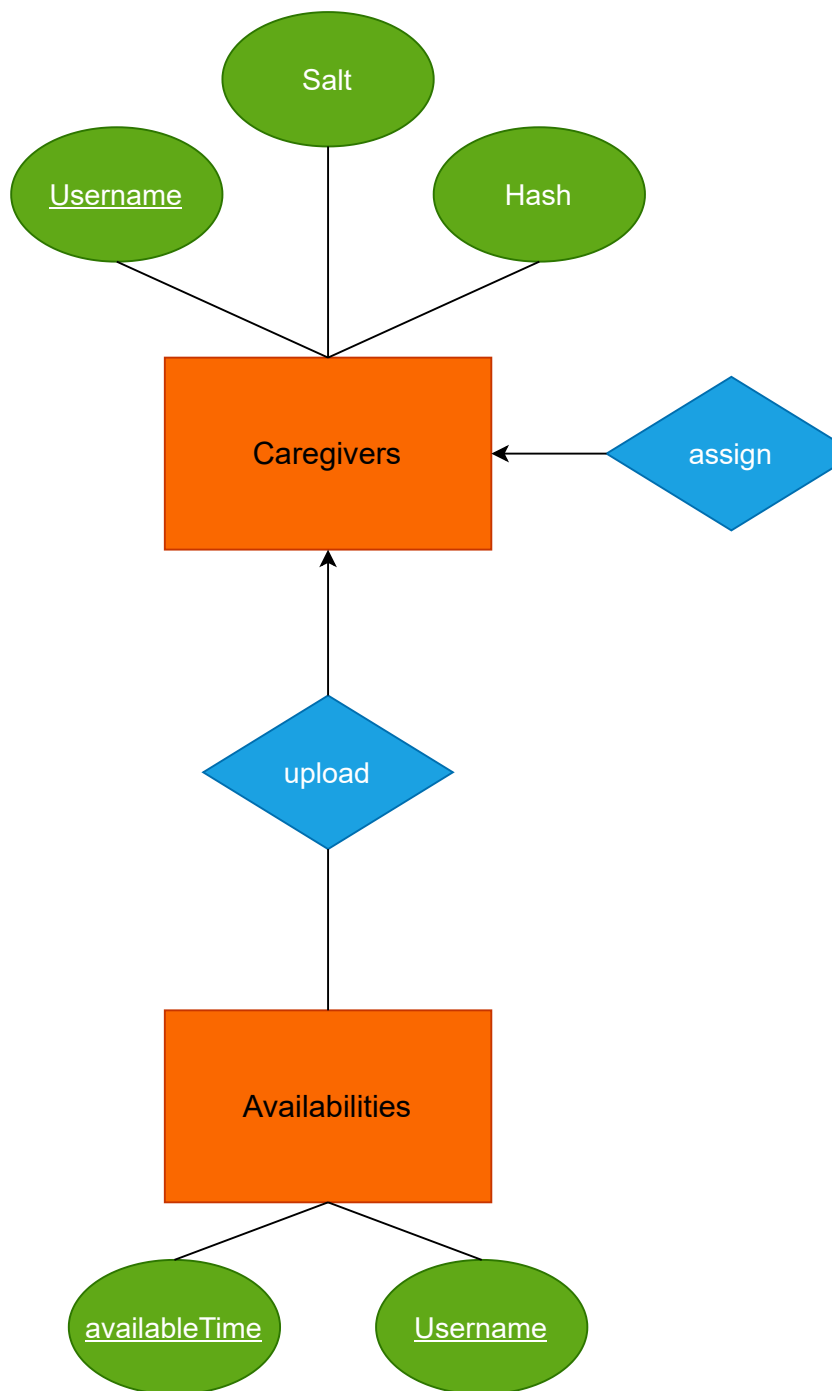 Salt
Username
Hash
Caregivers
assign
upload
Availabilities
availableTime
Username